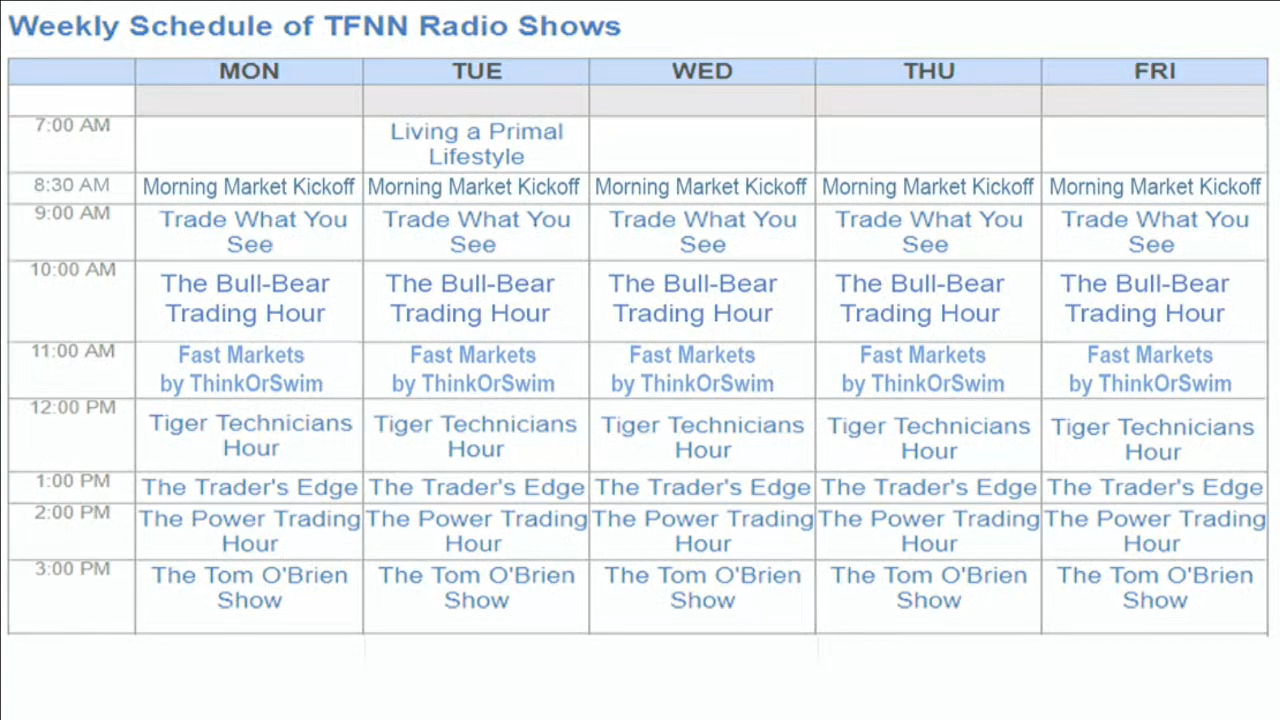 Weekly Schedule of TFNN Radio Shows
MON TUE WED THU FRI
7:00 AM Living a Primal
Lifestyle
8:30 AM Morning Market Kickoff Morning Market Kickoff Morning Market Kickoff Morning Market Kickoff Morning Market Kickoff
9:00 AM Trade What You Trade What You Trade What You Trade What You Trade What You
See See See See See
10:00 AM The Bull-Bear The Bull-Bear The Bull-Bear The Bull-Bear The Bull-Bear
Trading Hour Trading Hour Trading Hour Trading Hour Trading Hour
11:00 AM Fast Markets Fast Markets Fast Markets Fast Markets Fast Markets
by ThinkOrSwim by ThinkOrSwim by ThinkOrSwim by ThinkOrSwim by ThinkOrSwim
12:00 PM Tiger Technicians Tiger Technicians Tiger Technicians Tiger Technicians Tiger Technicians
Hour Hour Hour Hour Hour
1:00 PM The Trader's Edge The Trader's Edge The Trader's Edge The Trader's Edge The Trader's Edge
2:00 PM The Power Trading The Power Trading The Power Trading The Power Trading The Power Trading
Hour Hour Hour Hour Hour
3:00 PM The Tom O'Brien The Tom O'Brien The Tom O'Brien The Tom O'Brien The Tom O'Brien
Show Show Show Show Show